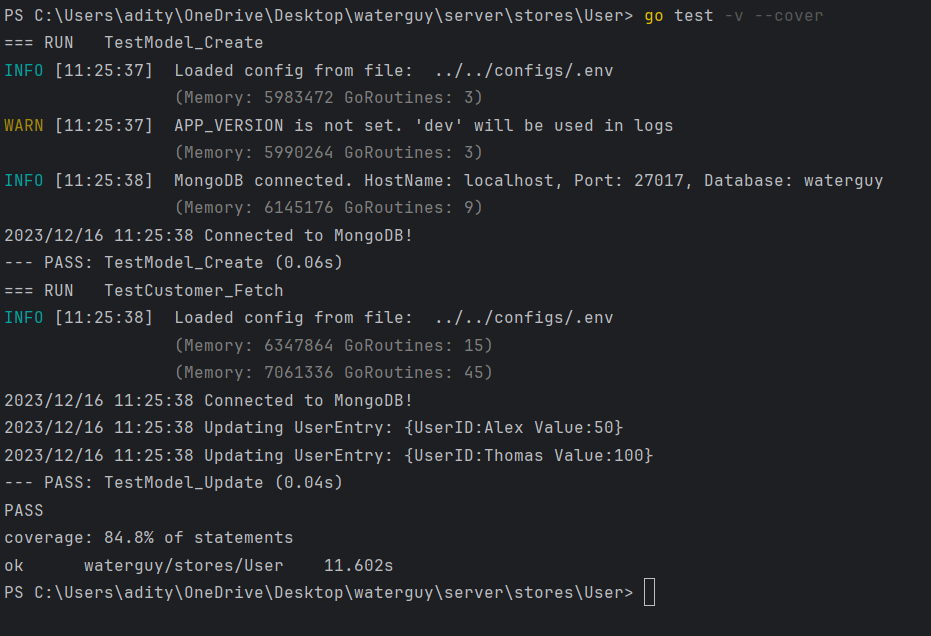 PS C:\Users\adity\OneDrive\Desktop\waterguy\server\stores\User> go test -v --cover
=== RUN   TestModel_Create
INFO [11:25:37]  Loaded config from file:  ../../configs/.env
                 (Memory: 5983472 GoRoutines: 3)
WARN [11:25:37]  APP_VERSION is not set. 'dev' will be used in logs
                 (Memory: 5990264 GoRoutines: 3)
INFO [11:25:38]  MongoDB connected. HostName: localhost, Port: 27017, Database: waterguy
                 (Memory: 6145176 GoRoutines: 9)
2023/12/16 11:25:38 Connected to MongoDB!
--- PASS: TestModel_Create (0.06s)
=== RUN   TestCustomer_Fetch
INFO [11:25:38]  Loaded config from file:  ../../configs/.env
                 (Memory: 6347864 GoRoutines: 15)
                 (Memory: 7061336 GoRoutines: 45)
2023/12/16 11:25:38 Connected to MongoDB!
2023/12/16 11:25:38 Updating UserEntry: {UserID:Alex Value:50}
2023/12/16 11:25:38 Updating UserEntry: {UserID:Thomas Value:100}
--- PASS: TestModel_Update (0.04s)
PASS
coverage: 84.8% of statements
ok      waterguy/stores/User    11.602s
PS C:\Users\adity\OneDrive\Desktop\waterguy\server\stores\User>